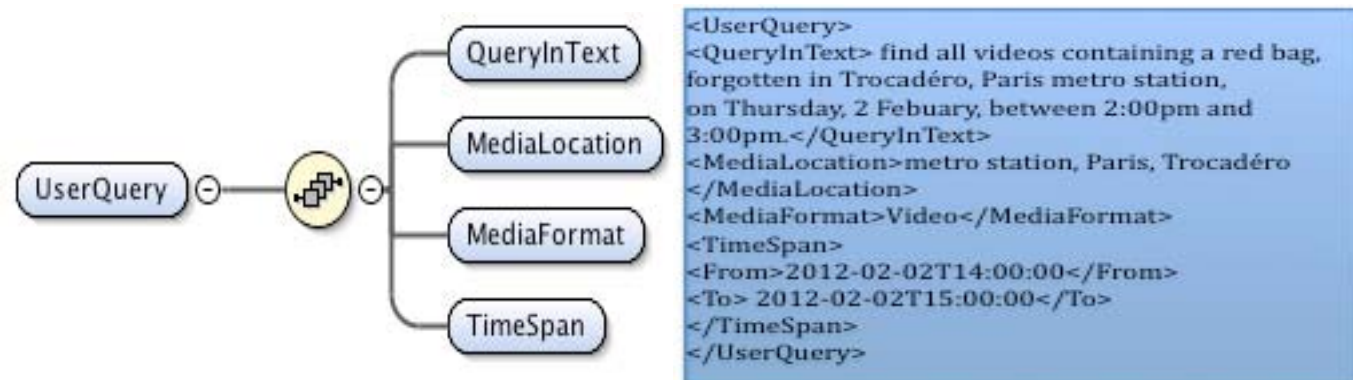 UserQuery
QueryInText
MediaLocation
MediaFormat
TimeSpan
<UserQuery>
<QueryInText> find all videos containing a red bag,
forgotten in Trocadéro, Paris metro station,
on Thursday, 2 Febuary, between 2:00pm and
3:00pm.</QueryInText>
<MediaLocation>metro station, Paris, Trocadéro
</MediaLocation>
<MediaFormat>Video</MediaFormat>
<TimeSpan>
<From>2012-02-02T14:00:00</From>
<To> 2012-02-02T15:00:00</To>
</TimeSpan>
</UserQuery>